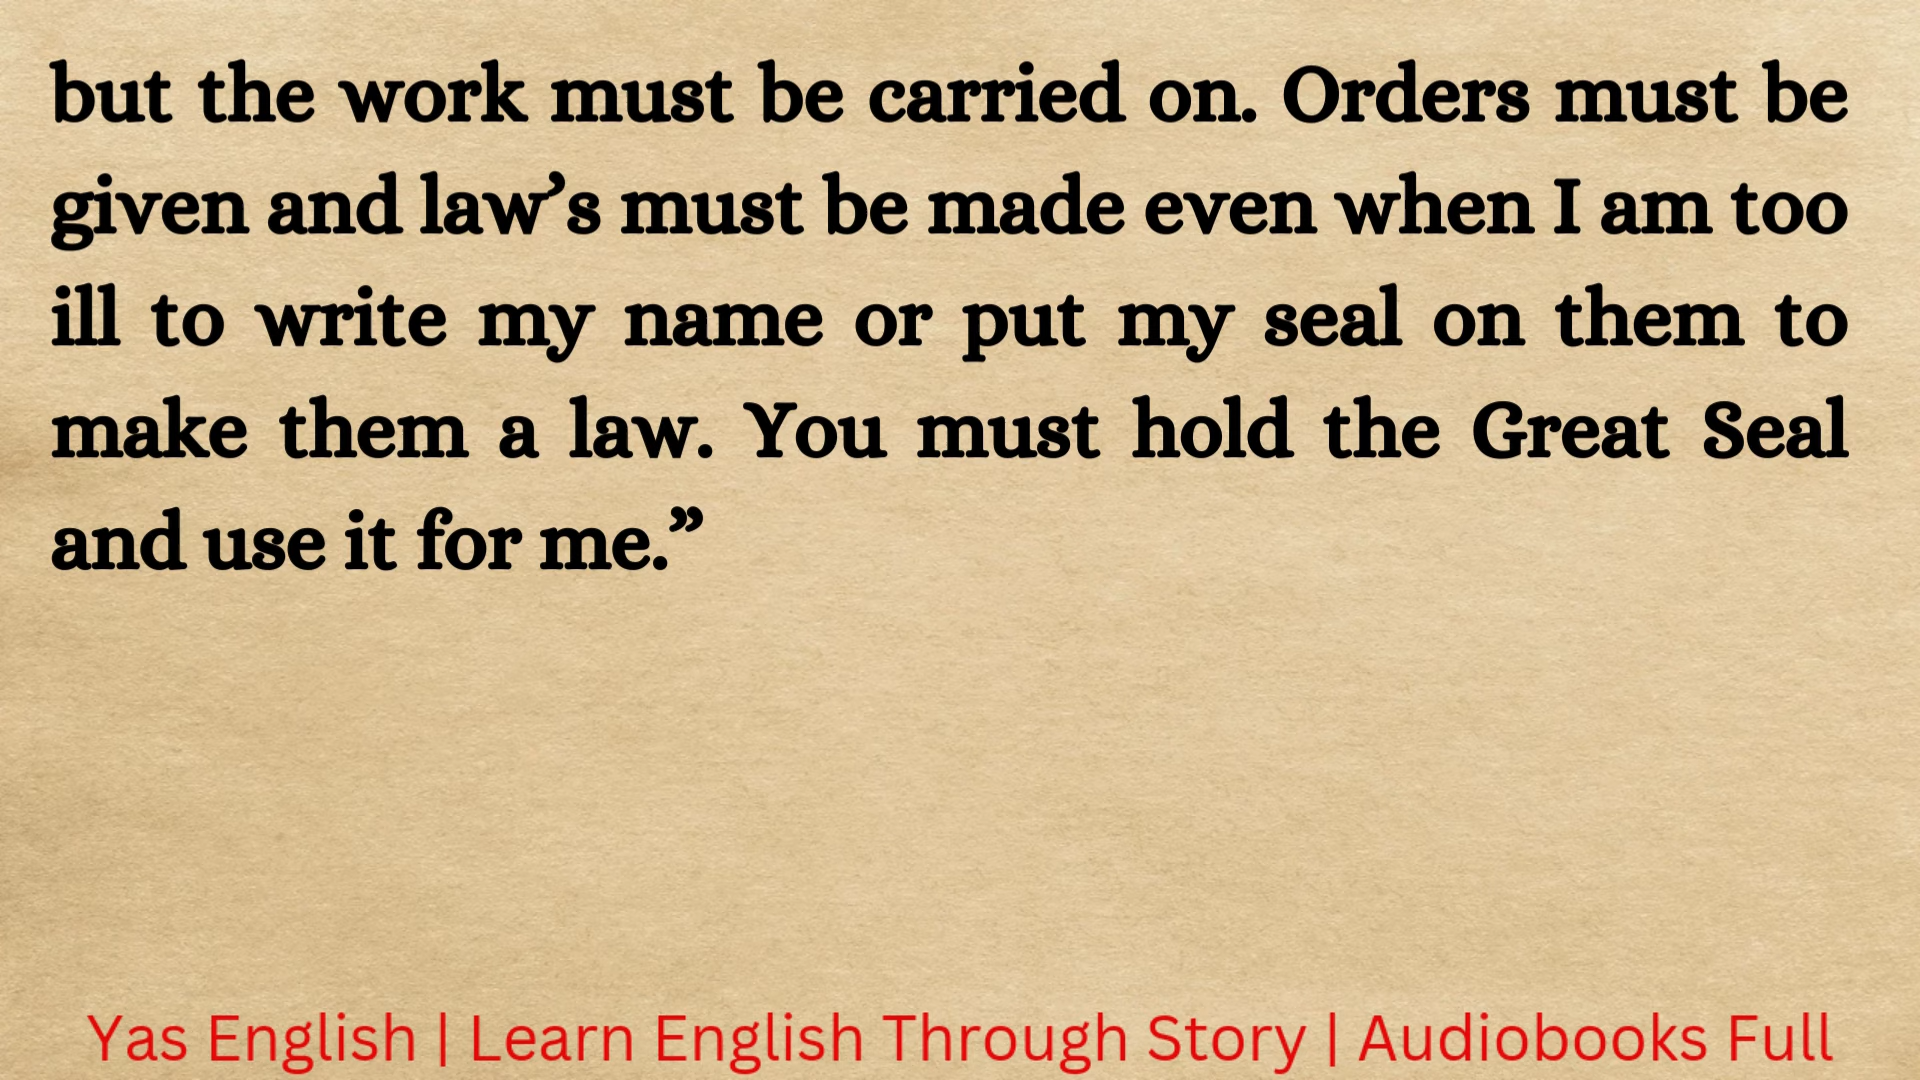 but the work must be carried on. Orders must be
given and law’s must be made even when I am too
ill to write my name or put my seal on them to
make them a law. You must hold the Great Seal
and use it for me.”
Yas English | Learn English Through Story | Audiobooks Full